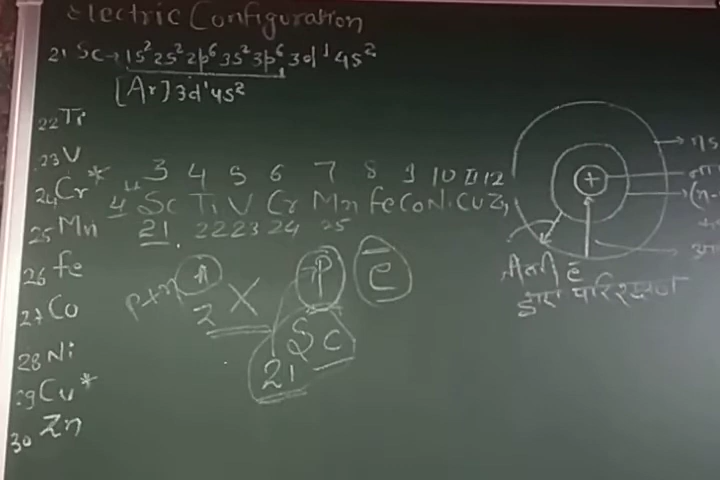 Electric Configuration
21 Sc → 1s² 2s² 2p⁶ 3s² 3p⁶ 3d¹ 4s²
[Ar] 3d¹ 4s²
22 Ti
23 V
24 Cr *
25 Mn
26 Fe
27 Co
28 Ni
29 Cu *
30 Zn
3 4 5 6 7 8 9 10 11 12
4 Sc Ti V Cr Mn Fe Co Ni Cu Zn
21 22 23 24 25
p+n A
Z X
P ē
Sc
21
+
ns
(n-
ē
द्वारा परिरक्षण